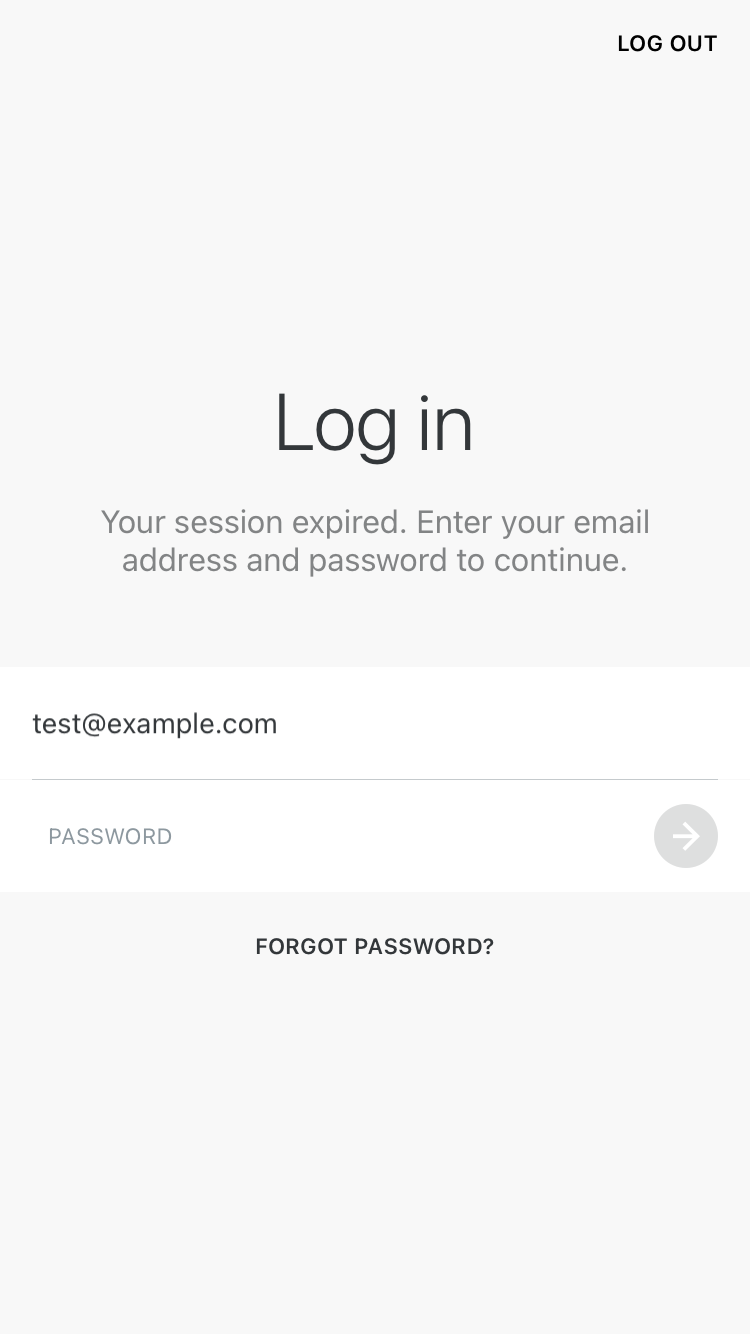 LOG OUT
Log in
Your session expired. Enter your email
address and password to continue.
test@example.com
PASSWORD
FORGOT PASSWORD?